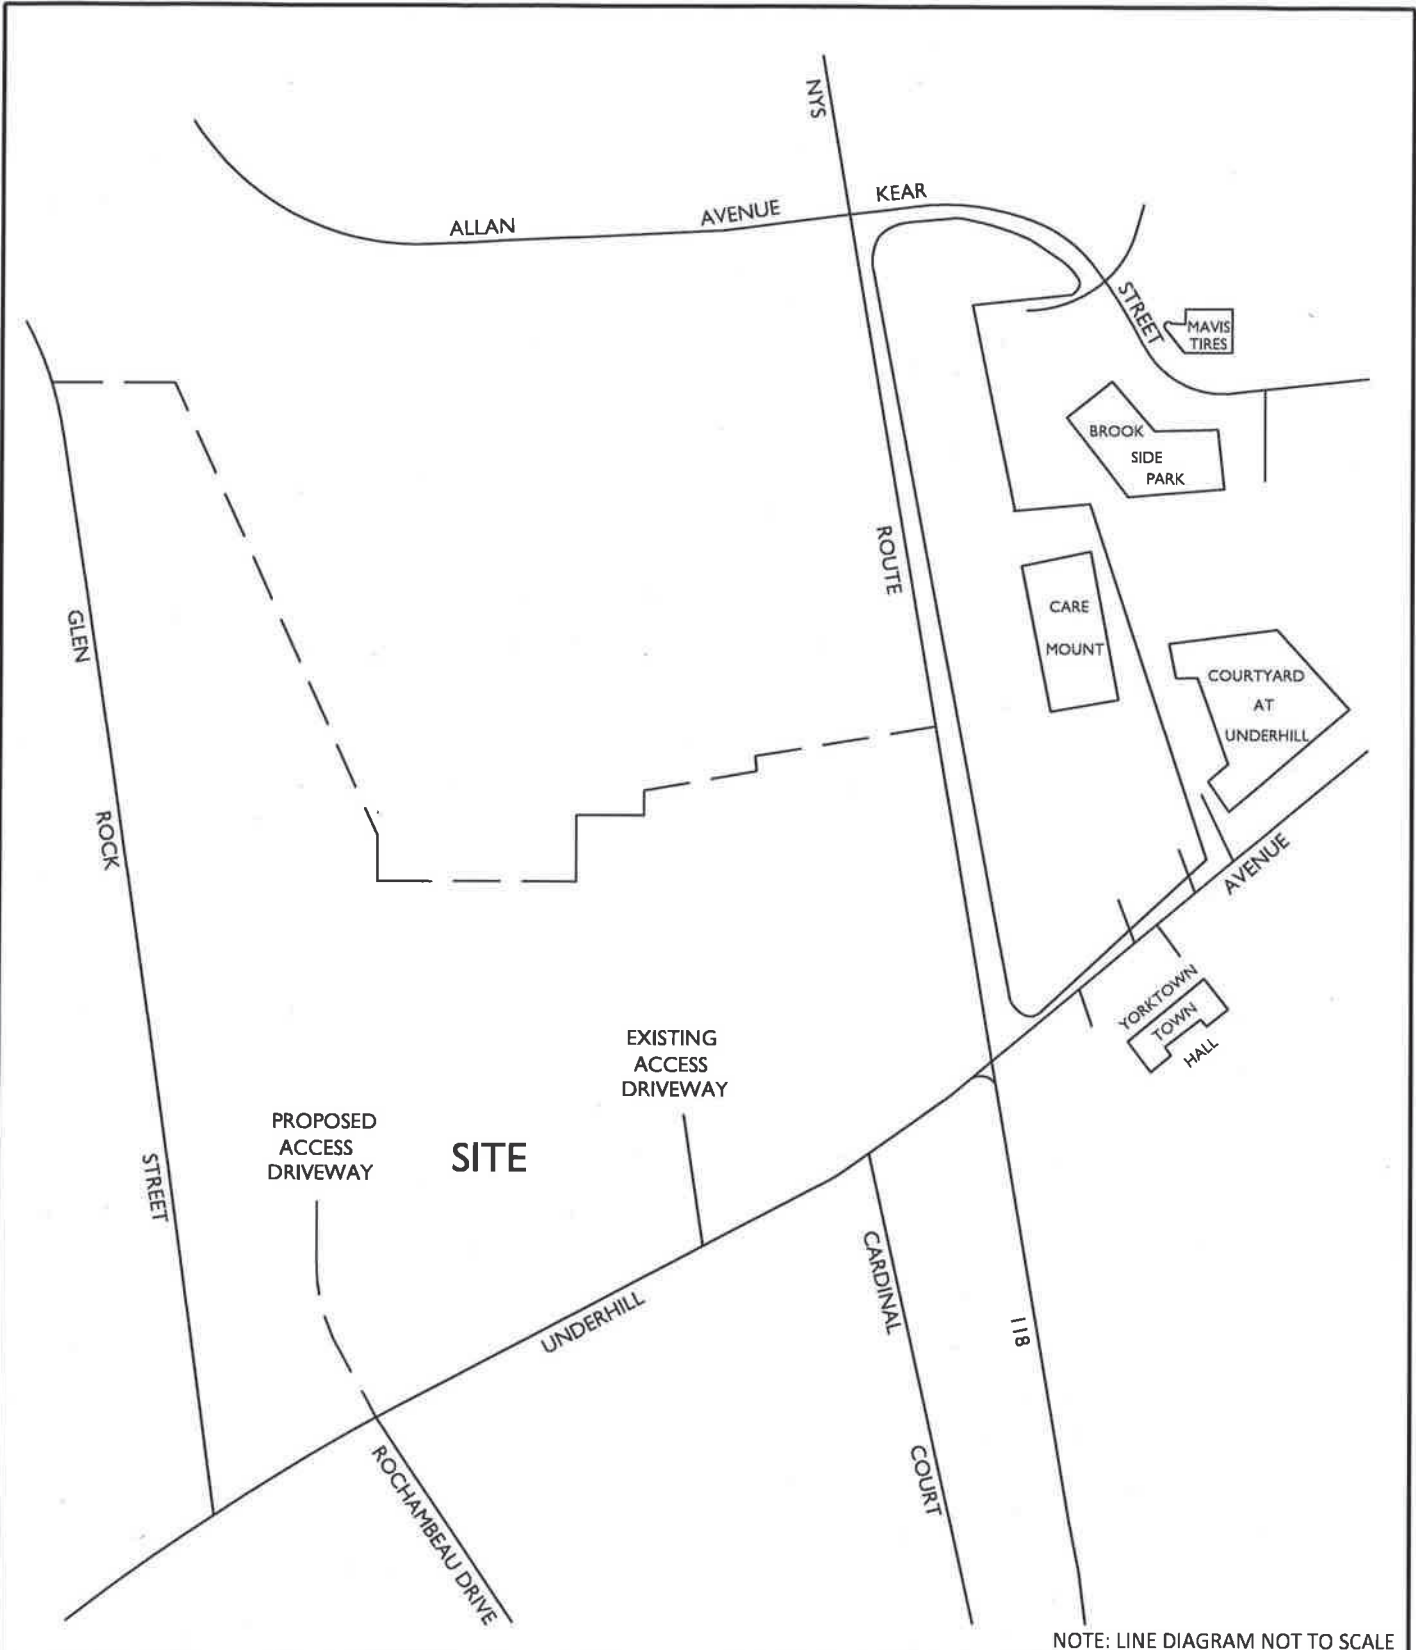 NYS
KEAR
AVENUE
ALLAN
STREET
MAVIS
TIRES
BROOK
SIDE
PARK
ROUTE
CARE
MOUNT
GLEN
COURTYARD
AT
UNDERHILL
ROCK
AVENUE
YORKTOWN
TOWN
HALL
EXISTING
ACCESS
DRIVEWAY
PROPOSED
ACCESS
DRIVEWAY
SITE
STREET
CARDINAL
UNDERHILL
118
COURT
ROCHAMBEAU DRIVE
NOTE: LINE DIAGRAM NOT TO SCALE